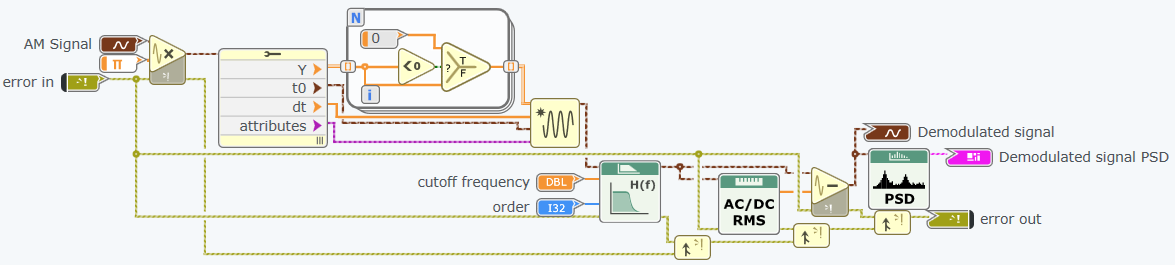 N
0
AM Signal
π
error in
Y
t0
dt
attributes
<0
?
T
F
i
Demodulated signal
Demodulated signal PSD
cutoff frequency
DBL
H(f)
order
I32
AC/DC
RMS
PSD
error out